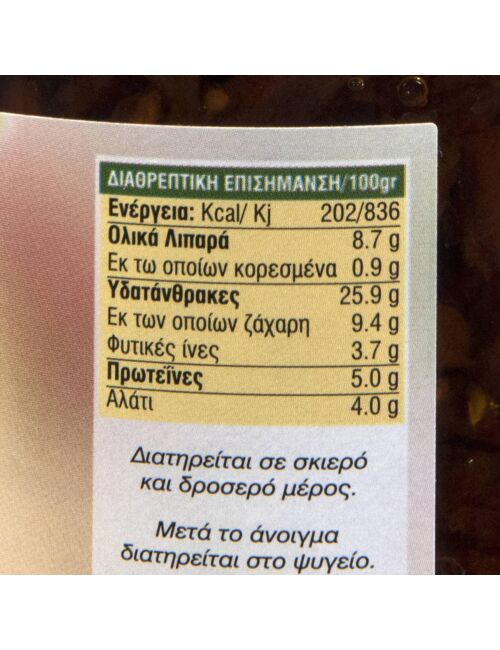 ΔΙΑΘΡΕΠΤΙΚΗ ΕΠΙΣΗΜΑΝΣΗ/100gr
Ενέργεια: Kcal/ Kj 202/836
Ολικά Λιπαρά 8.7 g
Εκ τω οποίων κορεσμένα 0.9 g
Υδατάνθρακες 25.9 g
Εκ των οποίων ζάχαρη 9.4 g
Φυτικές ίνες 3.7 g
Πρωτεΐνες 5.0 g
Αλάτι 4.0 g
Διατηρείται σε σκιερό
και δροσερό μέρος.
Μετά το άνοιγμα
διατηρείται στο ψυγείο.